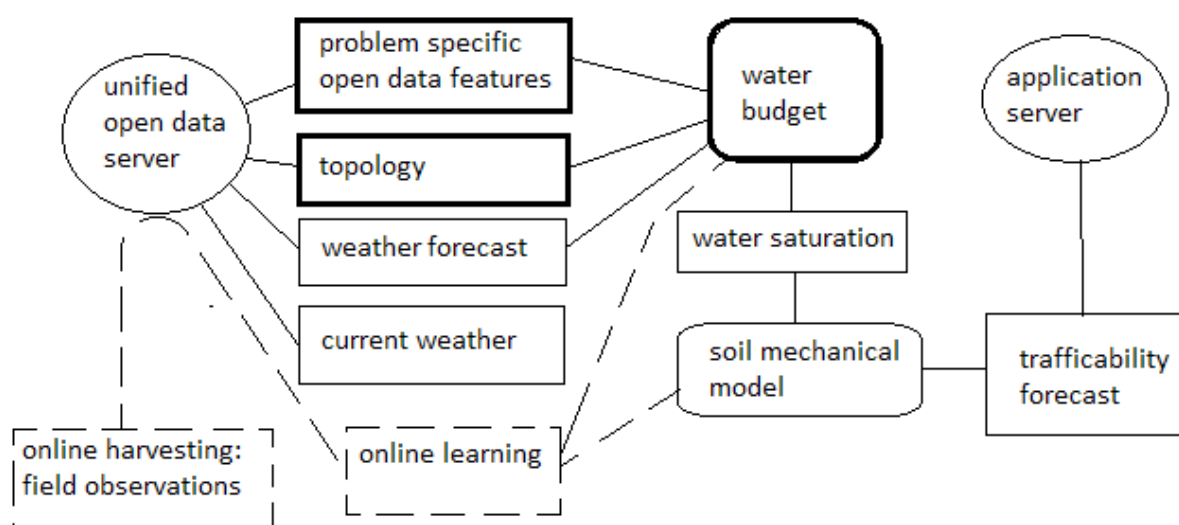 unified
open data
server
problem specific
open data features
topology
weather forecast
current weather
water
budget
application
server
water saturation
soil mechanical
model
trafficability
forecast
online harvesting:
field observations
online learning